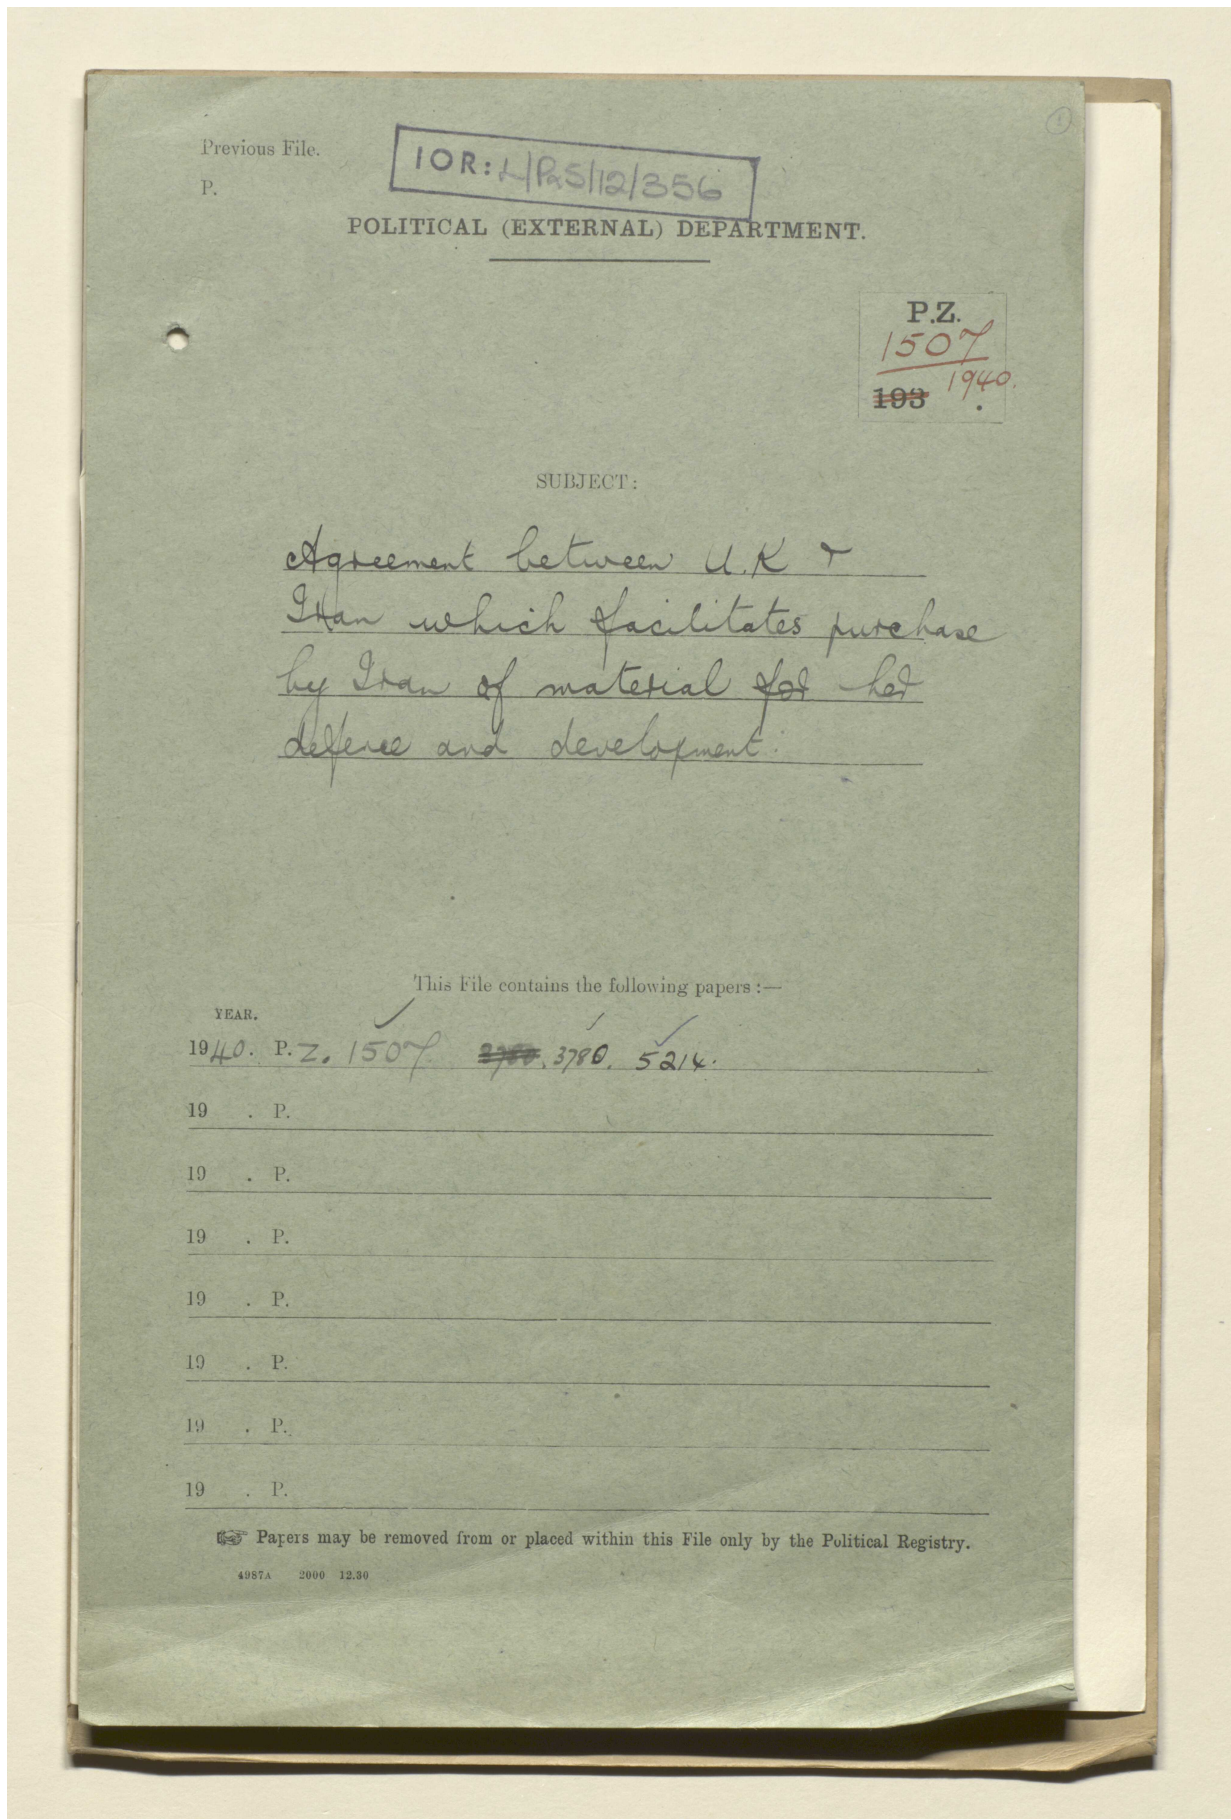 1
Previous File.
IOR: L/P&S/12/356
P.
POLITICAL (EXTERNAL) DEPARTMENT.
P.Z.
1507
1940.
193 .
SUBJECT:
Agreement between U.K &
Iran which facilitates purchase
by Iran of material for her
defence and development.
This File contains the following papers :—
YEAR.
1940. P.Z. 1507. 3780. 5214.
19 . P.
19 . P.
19 . P.
19 . P.
19 . P.
19 . P.
19 . P.
☞ Papers may be removed from or placed within this File only by the Political Registry.
4987A 2000 12.30